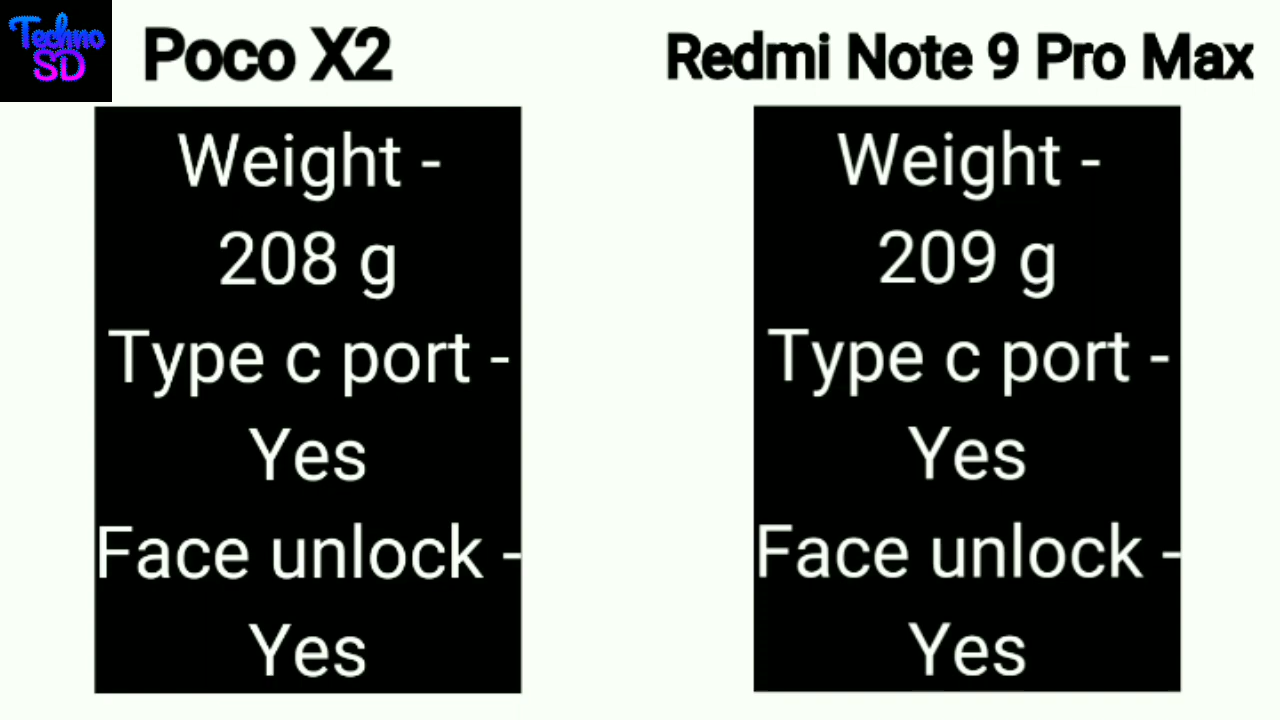 Techno
SD
Poco X2
Redmi Note 9 Pro Max
Weight -
208 g
Type c port -
Yes
Face unlock -
Yes
Weight -
209 g
Type c port -
Yes
Face unlock -
Yes